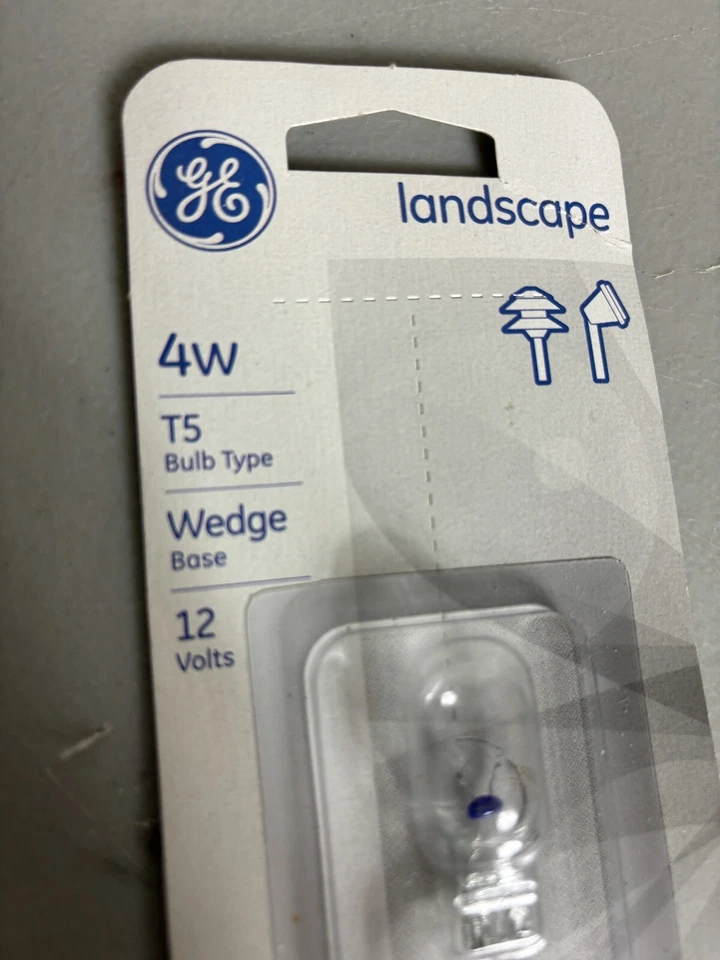 GE
landscape
4W
T5
Bulb Type
Wedge
Base
12
Volts